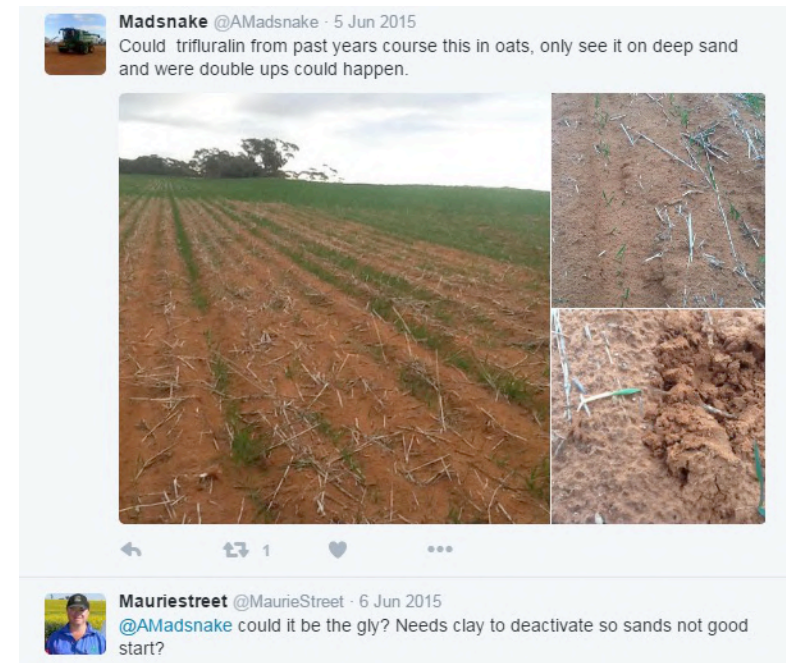 Madsnake @AMadsnake · 5 Jun 2015
Could trifluralin from past years course this in oats, only see it on deep sand
and were double ups could happen.
1
Mauriestreet @MaurieStreet · 6 Jun 2015
@AMadsnake could it be the gly? Needs clay to deactivate so sands not good
start?